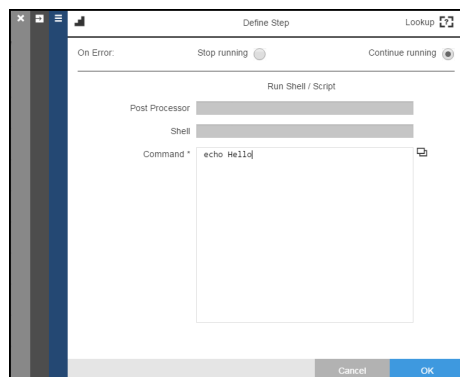 Define Step
Lookup
On Error:
Stop running
Continue running
Run Shell / Script
Post Processor
Shell
Command *
echo Hello
Cancel
OK